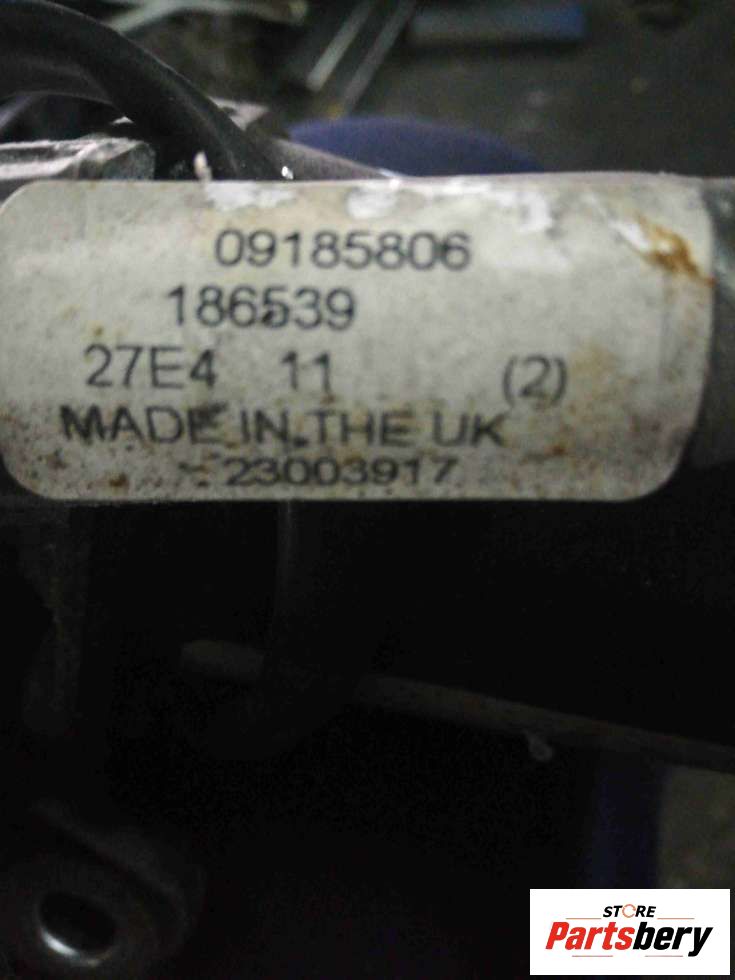 09185806
186539
27E4 11 (2)
MADE IN THE UK
23003917
STORE
Partsbery